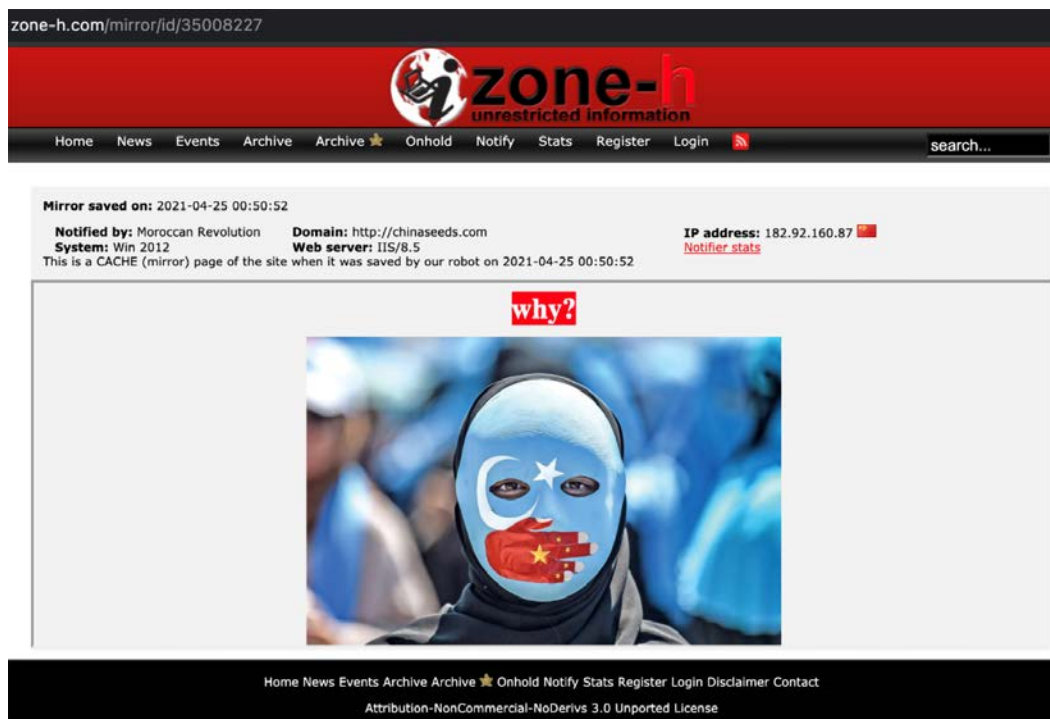 zone-h.com/mirror/id/35008227
zone-h
unrestricted information
Home News Events Archive Archive Onhold Notify Stats Register Login search...
Mirror saved on: 2021-04-25 00:50:52
Notified by: Moroccan Revolution Domain: http://chinaseeds.com IP address: 182.92.160.87
System: Win 2012 Web server: IIS/8.5 Notifier stats
This is a CACHE (mirror) page of the site when it was saved by our robot on 2021-04-25 00:50:52
why?
Home News Events Archive Archive Onhold Notify Stats Register Login Disclaimer Contact
Attribution-NonCommercial-NoDerivs 3.0 Unported License